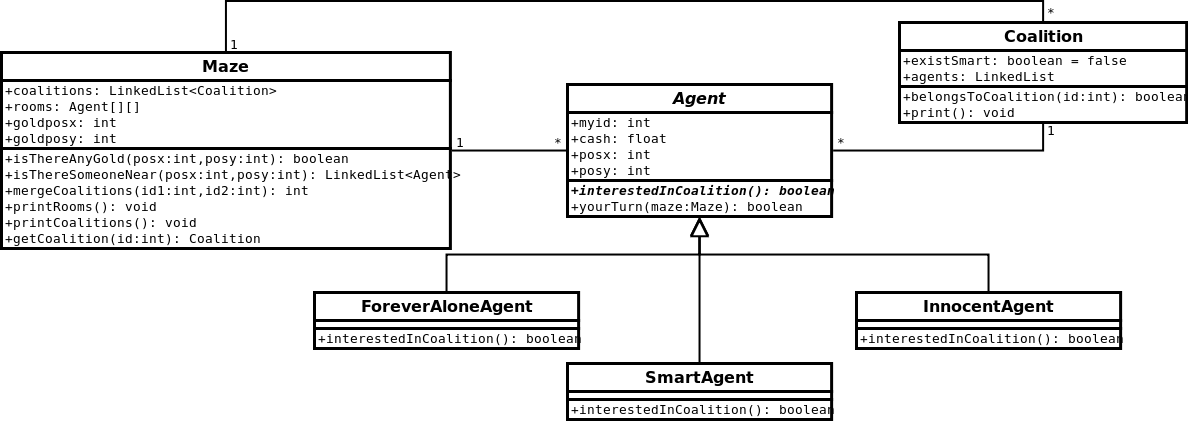 *
1
Coalition
+existSmart: boolean = false
+agents: LinkedList
+belongsToCoalition(id:int): boolean
+print(): void
1
Maze
+coalitions: LinkedList<Coalition>
+rooms: Agent[][]
+goldposx: int
+goldposy: int
+isThereAnyGold(posx:int,posy:int): boolean
+isThereSomeoneNear(posx:int,posy:int): LinkedList<Agent>
+mergeCoalitions(id1:int,id2:int): int
+printRooms(): void
+printCoalitions(): void
+getCoalition(id:int): Coalition
1
*
Agent
+myid: int
+cash: float
+posx: int
+posy: int
+interestedInCoalition(): boolean
+yourTurn(maze:Maze): boolean
*
ForeverAloneAgent
+interestedInCoalition(): boolean
SmartAgent
+interestedInCoalition(): boolean
InnocentAgent
+interestedInCoalition(): boolean